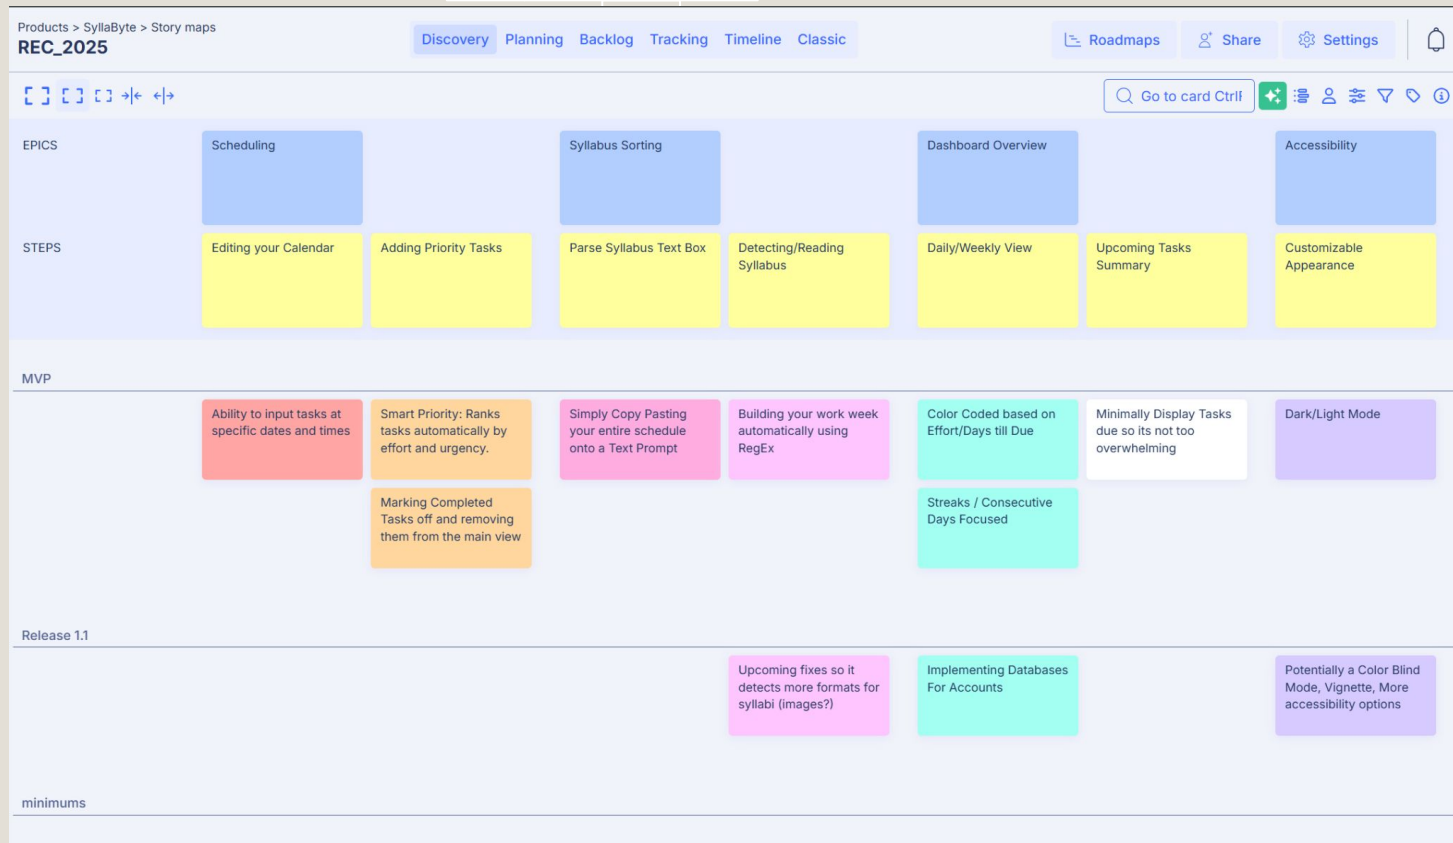 Products > SyllaByte > Story maps
REC_2025
Discovery Planning Backlog Tracking Timeline Classic
Roadmaps Share Settings
Go to card CtrlF
EPICS
Scheduling
Syllabus Sorting
Dashboard Overview
Accessibility
STEPS
Editing your Calendar
Adding Priority Tasks
Parse Syllabus Text Box
Detecting/Reading
Syllabus
Daily/Weekly View
Upcoming Tasks
Summary
Customizable
Appearance
MVP
Ability to input tasks at
specific dates and times
Smart Priority: Ranks
tasks automatically by
effort and urgency.
Simply Copy Pasting
your entire schedule
onto a Text Prompt
Building your work week
automatically using
RegEx
Color Coded based on
Effort/Days till Due
Minimally Display Tasks
due so its not too
overwhelming
Dark/Light Mode
Marking Completed
Tasks off and removing
them from the main view
Streaks / Consecutive
Days Focused
Release 1.1
Upcoming fixes so it
detects more formats for
syllabi (images?)
Implementing Databases
For Accounts
Potentially a Color Blind
Mode, Vignette, More
accessibility options
minimums